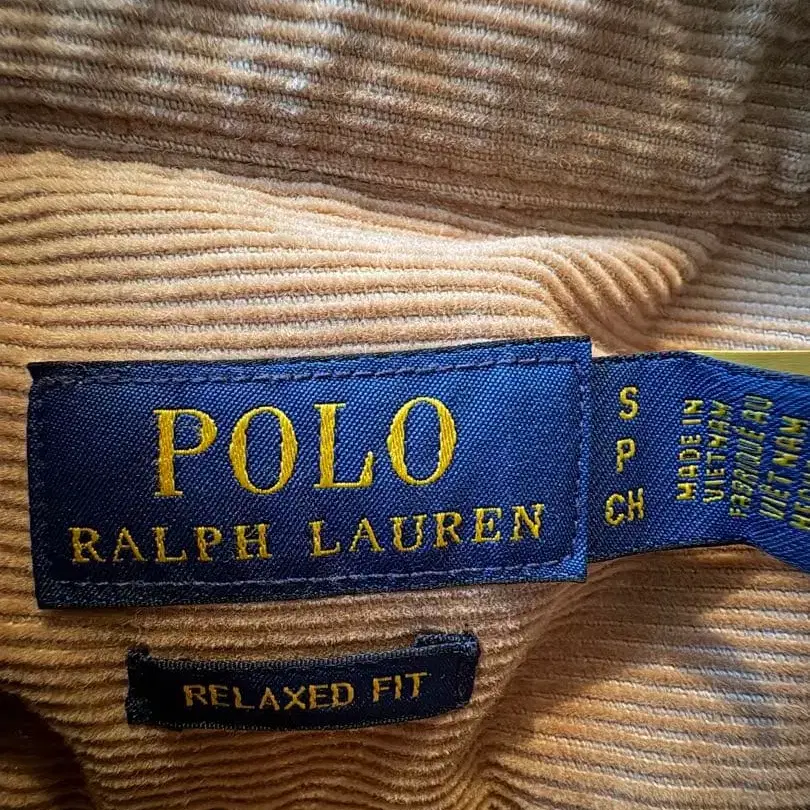 POLO
RALPH LAUREN
RELAXED FIT
S
P
CH
MADE IN
VIETNAM
FABRIQUÉ AU
VIET NAM